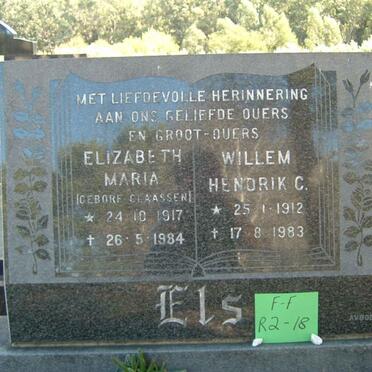 MET LIEFDEVOLLE HERINNERING
AAN ONS GELIEFDE OUERS
EN GROOT-OUERS
ELIZABETH
MARIA
(GEBORE CLAASSEN)
★ 24·10·1917
† 26·5·1984
WILLEM
HENDRIK C.
★ 25·1·1912
† 17·8·1983
Els
F-F
R2-18